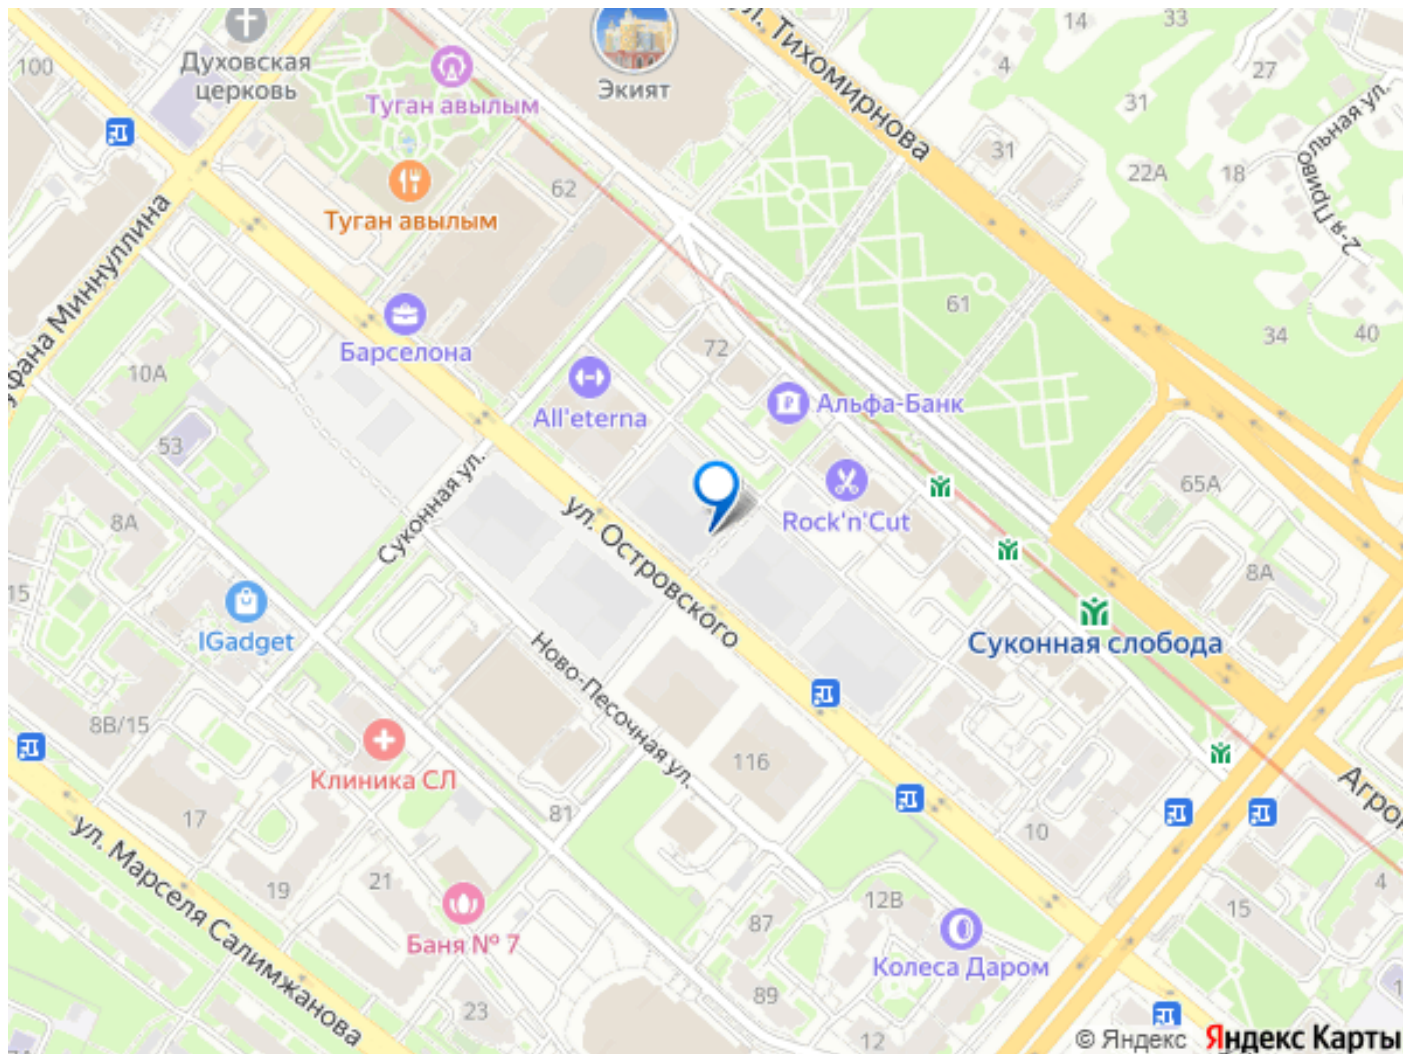 14
33
ул. Тихомирнова
Духовская
церковь
100
Туган авылым
Экият
4
27
31
2-я Привольная ул.
31
22А
18
62
Туган авылым
61
34
40
Барселона
72
10А
All'eterna
Альфа-Банк
53
Суконная ул.
65А
Rock'n'Cut
8А
ул. Островского
8А
15
IGadget
Суконная слобода
Ново-Песочная ул.
8В/15
116
Клиника СЛ
17
81
10
ул. Марселя Салимжанова
19
21
12В
4
15
87
Баня № 7
Колеса Даром
89
23
12
© Яндекс Яндекс Карты